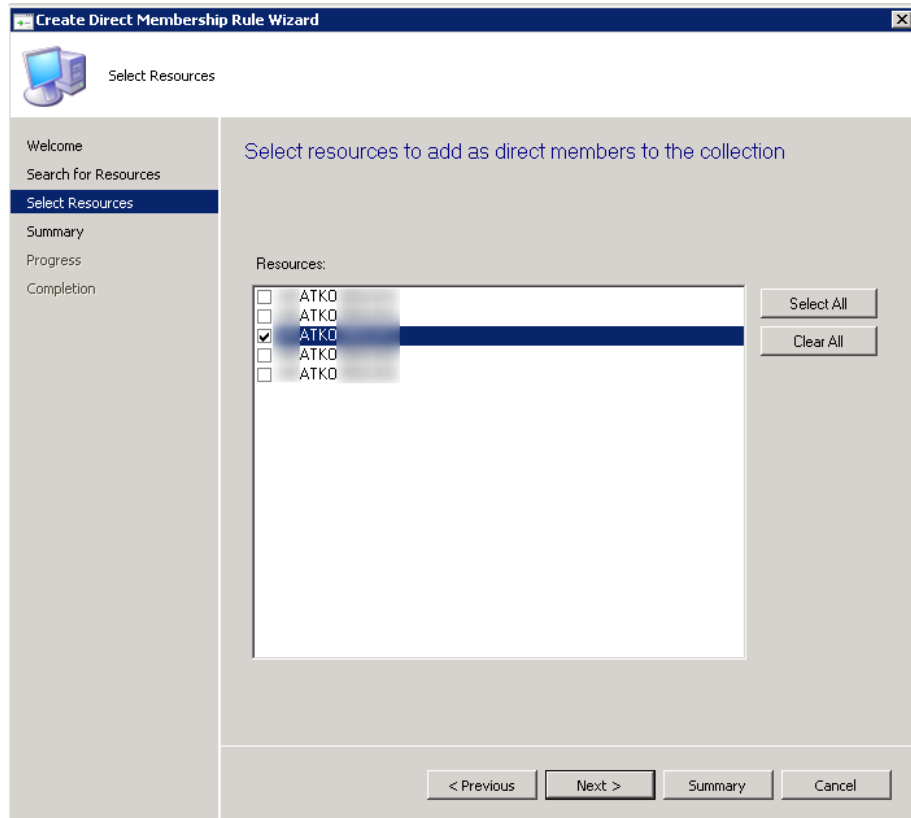 Create Direct Membership Rule Wizard
Select Resources
Welcome
Search for Resources
Select Resources
Summary
Progress
Completion
Select resources to add as direct members to the collection
Resources:
ATKO
ATKO
ATKO
ATKO
ATKO
Select All
Clear All
< Previous
Next >
Summary
Cancel